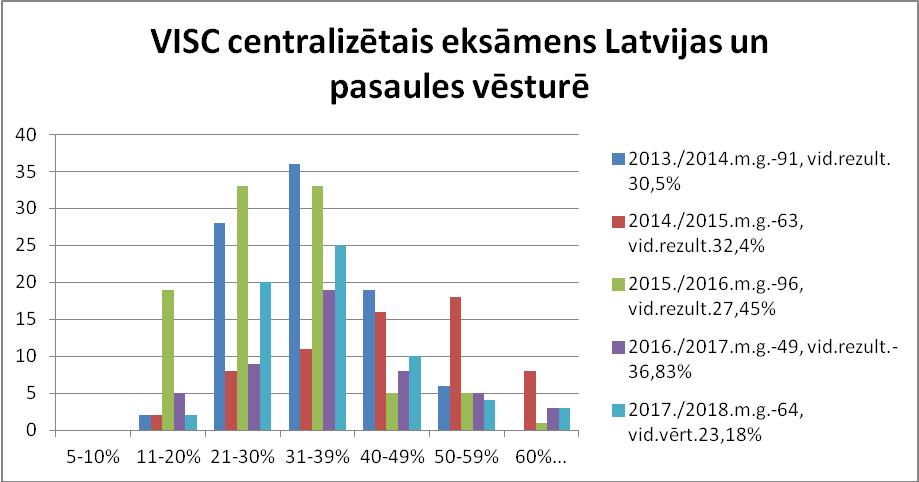 VISC centralizētais eksāmens Latvijas un
pasaules vēsturē
40
35
30
25
20
15
10
5
0
5-10% 11-20% 21-30% 31-39% 40-49% 50-59% 60%...
2013./2014.m.g.-91, vid.rezult.
30,5%
2014./2015.m.g.-63,
vid.rezult.32,4%
2015./2016.m.g.-96,
vid.rezult.27,45%
2016./2017.m.g.-49, vid.rezult.-
36,83%
2017./2018.m.g.-64,
vid.vērt.23,18%